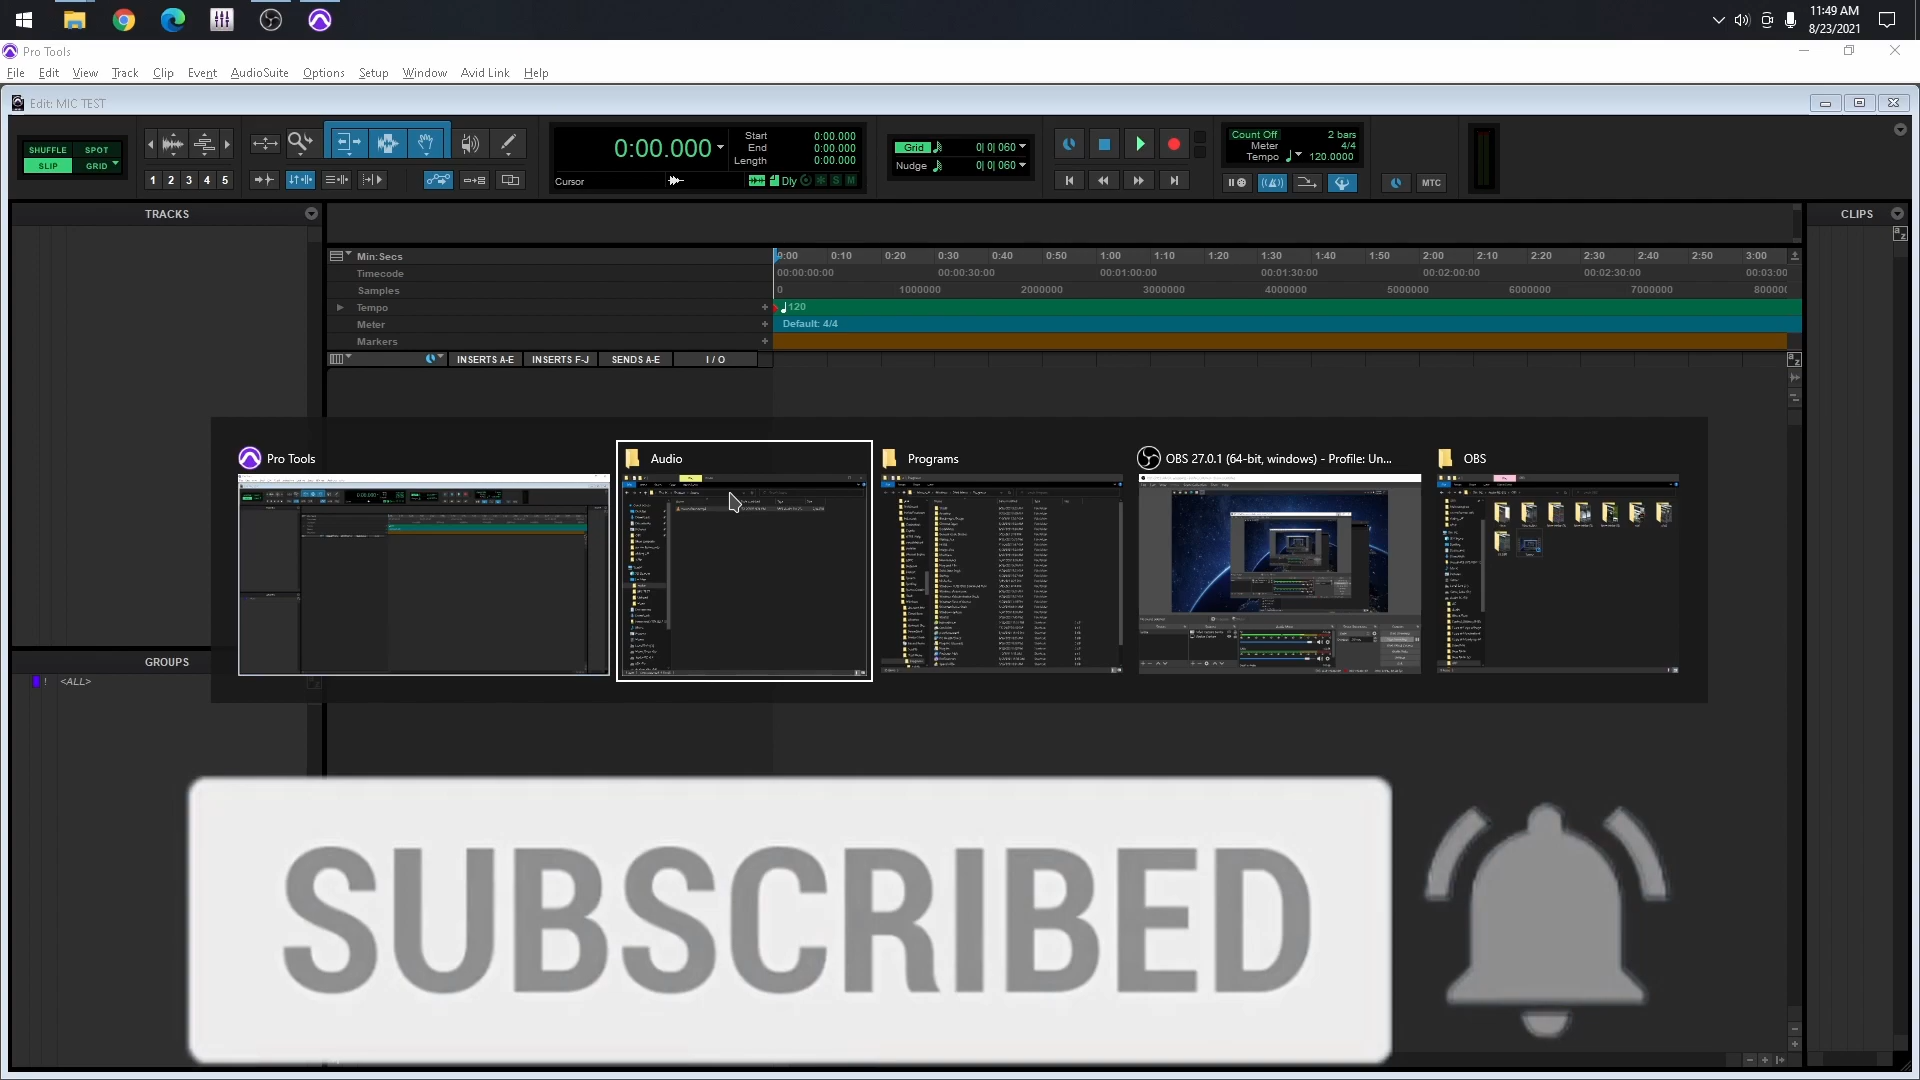 11:49 AM
8/23/2021
Pro Tools
File Edit View Track Clip Event AudioSuite Options Setup Window Avid Link Help
Edit: MIC TEST
SHUFFLE SPOT
SLIP GRID
1 2 3 4 5
0:00.000
Start 0:00.000
End 0:00.000
Length 0:00.000
Cursor
Dly
S M
Grid 0| 0| 060
Nudge 0| 0| 060
Count Off 2 bars
Meter 4/4
Tempo 120.0000
MTC
TRACKS
CLIPS
Min:Secs
0:00 0:10 0:20 0:30 0:40 0:50 1:00 1:10 1:20 1:30 1:40 1:50 2:00 2:10 2:20 2:30 2:40 2:50 3:00
Timecode
00:00:00:00 00:00:30:00 00:01:00:00 00:01:30:00 00:02:00:00 00:02:30:00 00:03:00
Samples
0 1000000 2000000 3000000 4000000 5000000 6000000 7000000 800000
Tempo
120
Meter
Default: 4/4
Markers
INSERTS A-E INSERTS F-J SENDS A-E I / O
Pro Tools
Audio
Programs
OBS 27.0.1 (64-bit, windows) - Profile: Un...
OBS
GROUPS
! <ALL>
SUBSCRIBED